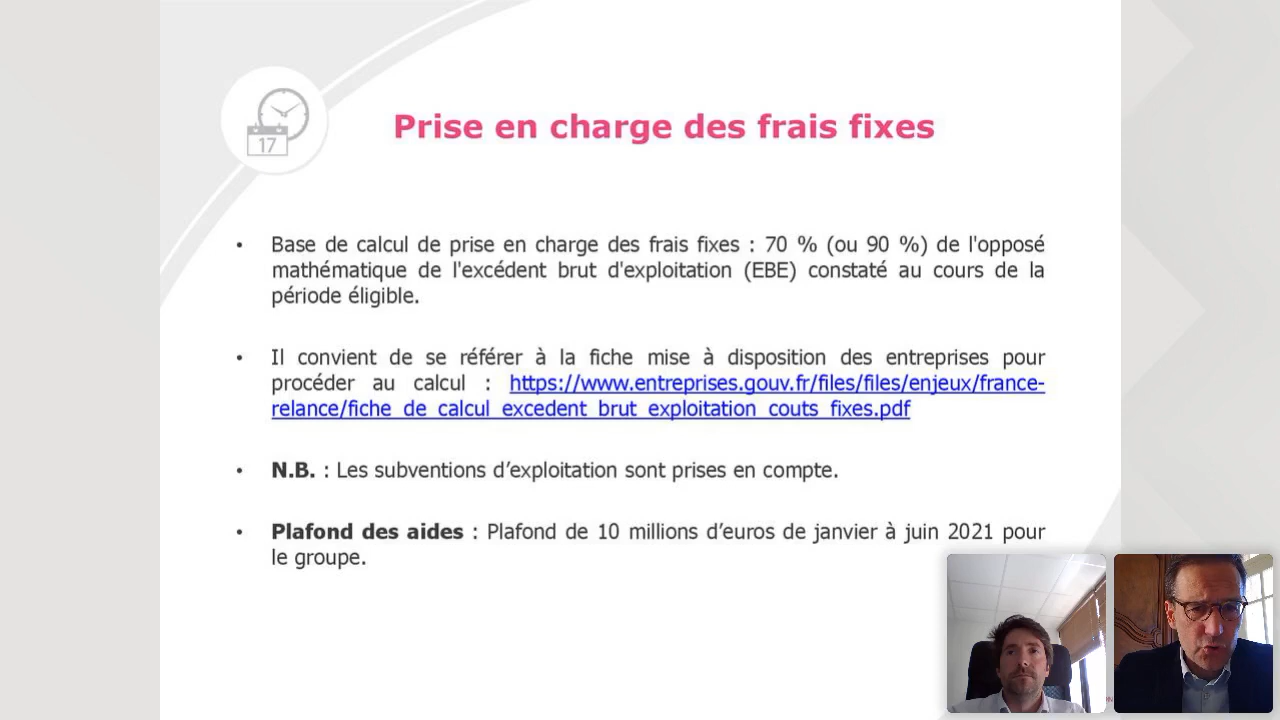 17
Prise en charge des frais fixes
• Base de calcul de prise en charge des frais fixes : 70 % (ou 90 %) de l'opposé
mathématique de l'excédent brut d'exploitation (EBE) constaté au cours de la
période éligible.
• Il convient de se référer à la fiche mise à disposition des entreprises pour
procéder au calcul : https://www.entreprises.gouv.fr/files/files/enjeux/france-
relance/fiche_de_calcul_excedent_brut_exploitation_couts_fixes.pdf
• N.B. : Les subventions d’exploitation sont prises en compte.
• Plafond des aides : Plafond de 10 millions d’euros de janvier à juin 2021 pour
le groupe.